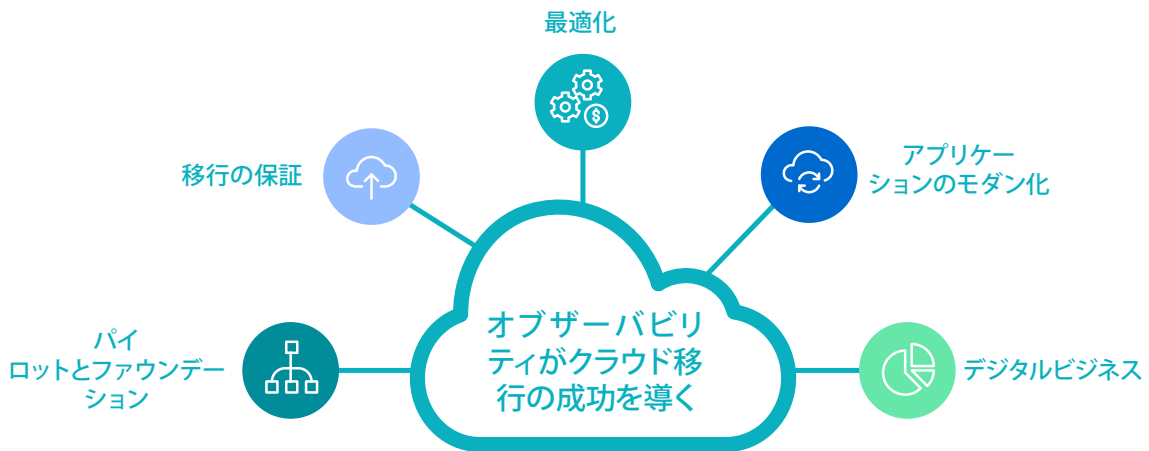 最適化
移行の保証
アプリケー
ションのモダン化
オブザーバビリ
ティがクラウド移
行の成功を導く
パイ
ロットとファウンデー
ション
デジタルビジネス
$